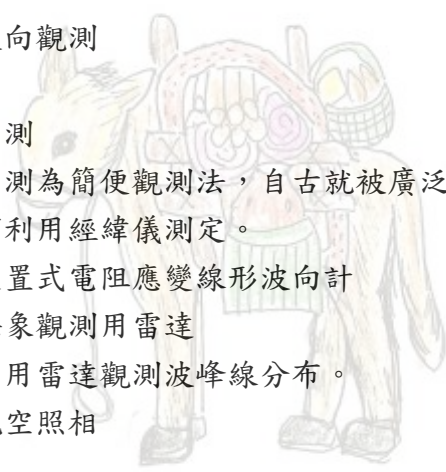 向觀測
測
測為簡便觀測法，自古就被廣泛
利用經緯儀測定。
置式電阻應變線形波向計
象觀測用雷達
用雷達觀測波峰線分布。
空照相